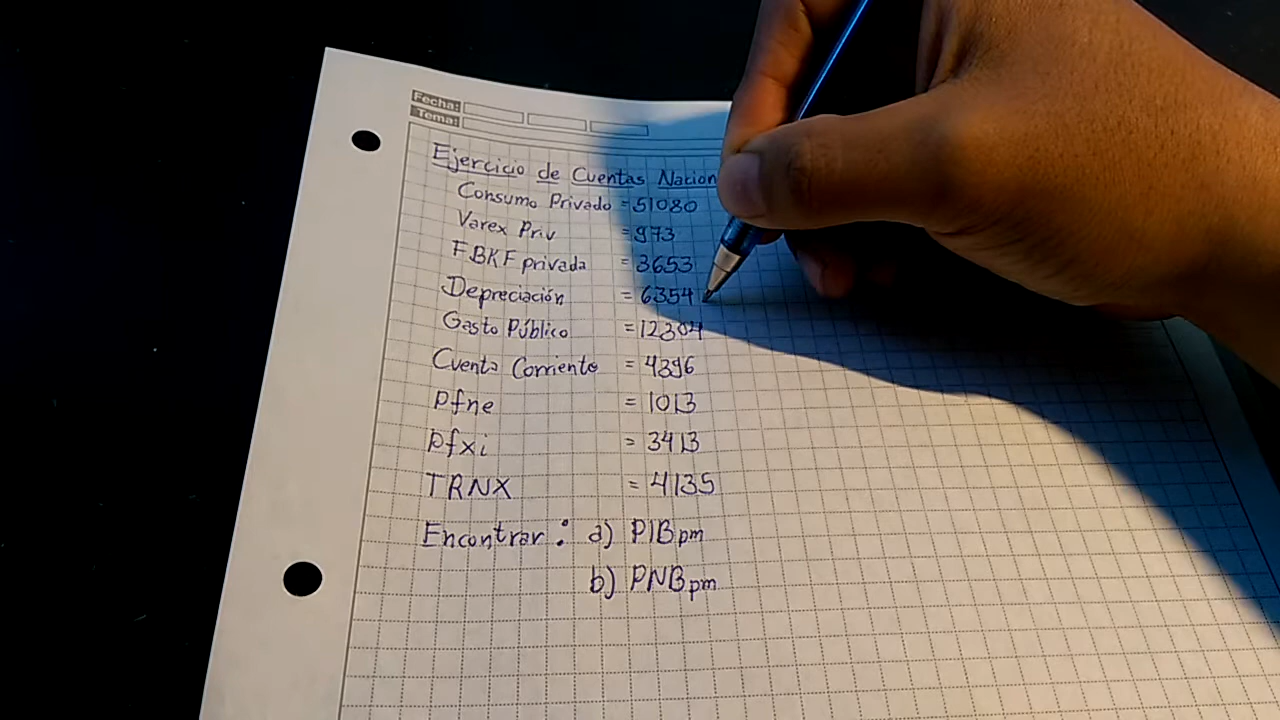 Fecha:
Tema:
Ejercicio de Cuentas Nacion
Consumo Privado = 51080
Varex Priv = 973
FBKF privada = 3653
Depreciación = 6354
Gasto Público = 12304
Cuenta Corriente = 4396
Pfne = 1013
Pfxi = 3413
TRNX = 4135
Encontrar: a) PIBpm
b) PNBpm